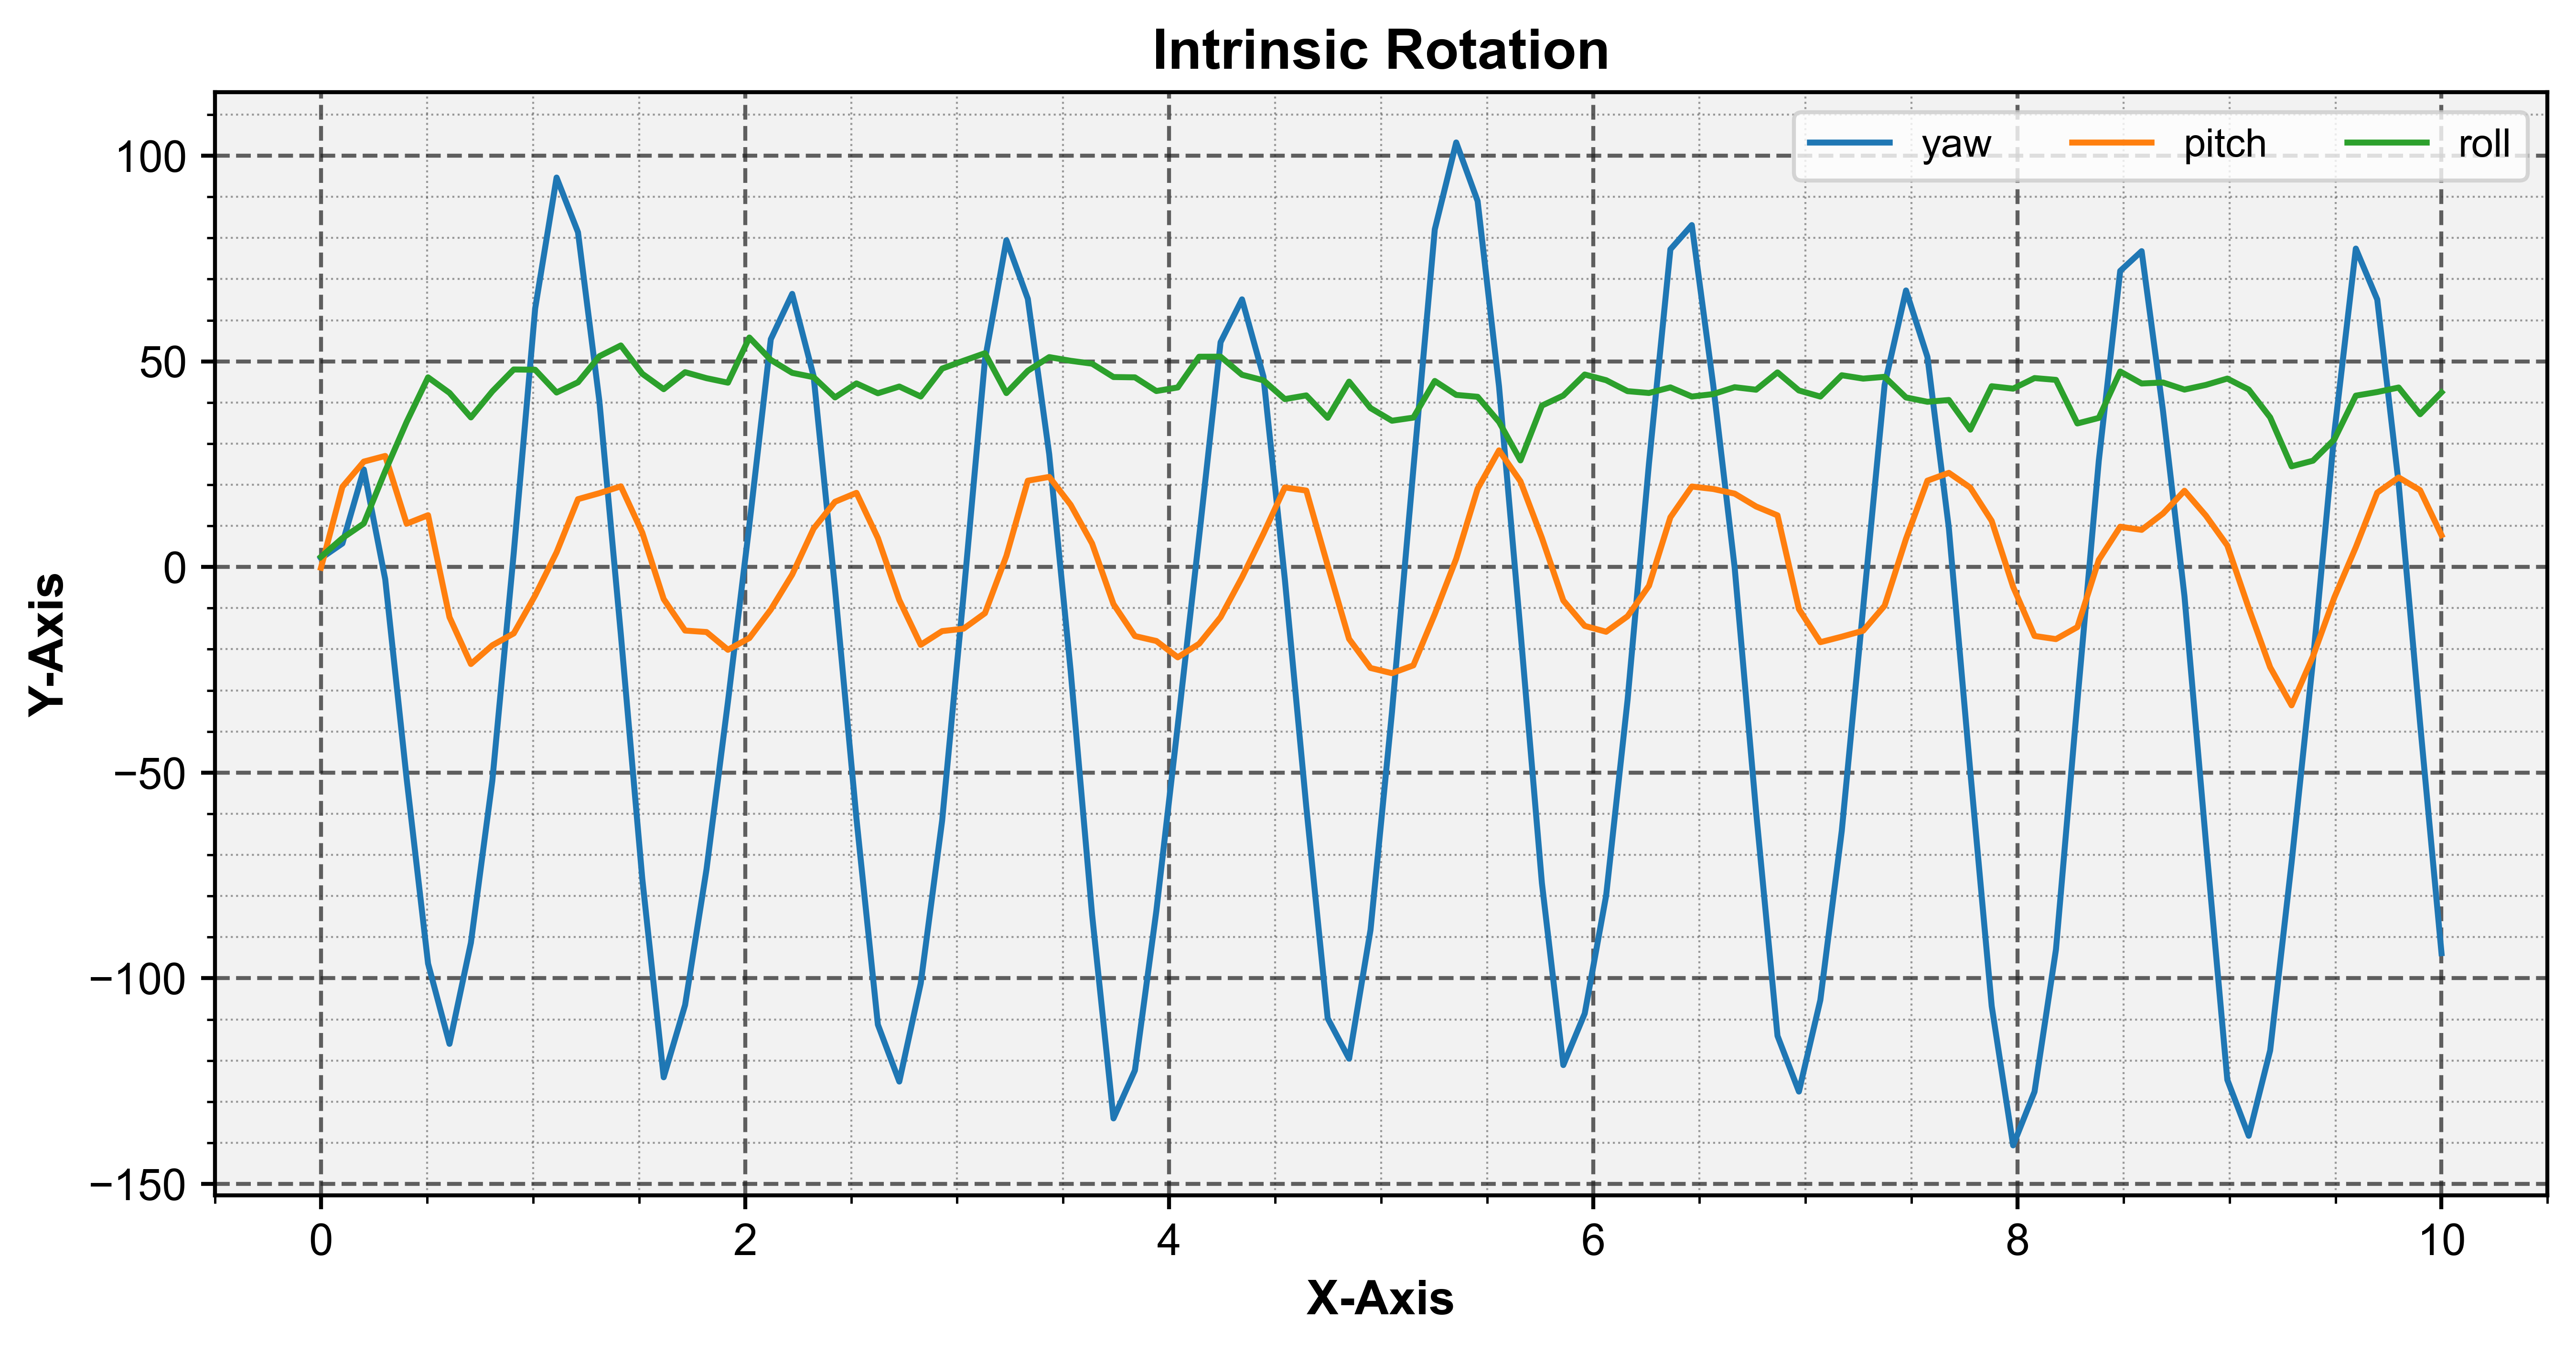 Intrinsic Rotation
yaw pitch roll
100
50
0
−50
−100
−150
Y-Axis
0 2 4 6 8 10
X-Axis